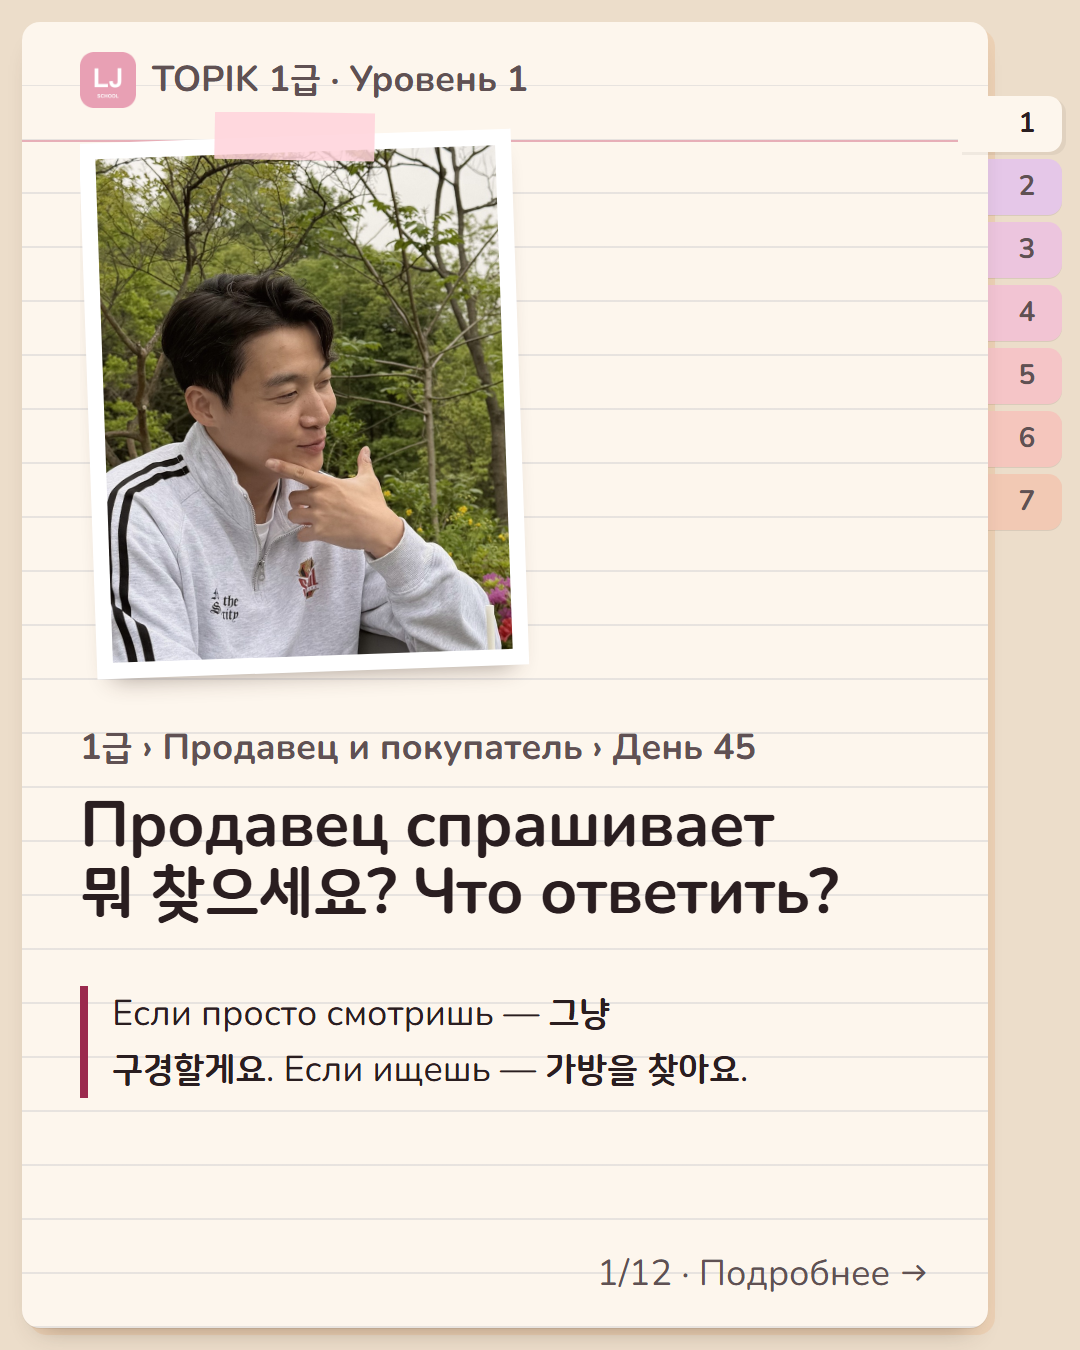 LJ
SCHOOL
TOPIK 1급 · Уровень 1
1
2
3
4
5
6
7
the
1급 › Продавец и покупатель › День 45
Продавец спрашивает
뭐 찾으세요? Что ответить?
Если просто смотришь — 그냥
구경할게요. Если ищешь — 가방을 찾아요.
1/12 · Подробнее →